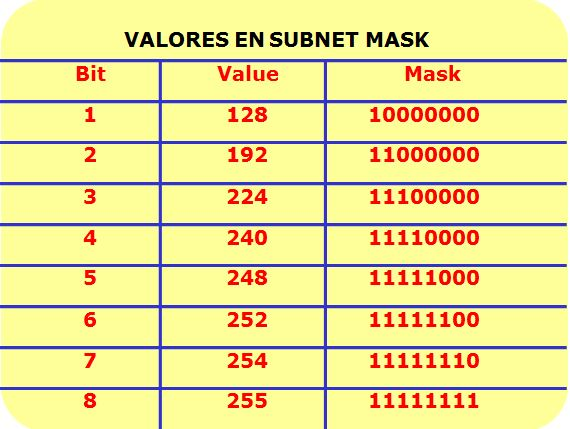 VALORES EN SUBNET MASK
Bit Value Mask
1 128 10000000
2 192 11000000
3 224 11100000
4 240 11110000
5 248 11111000
6 252 11111100
7 254 11111110
8 255 11111111